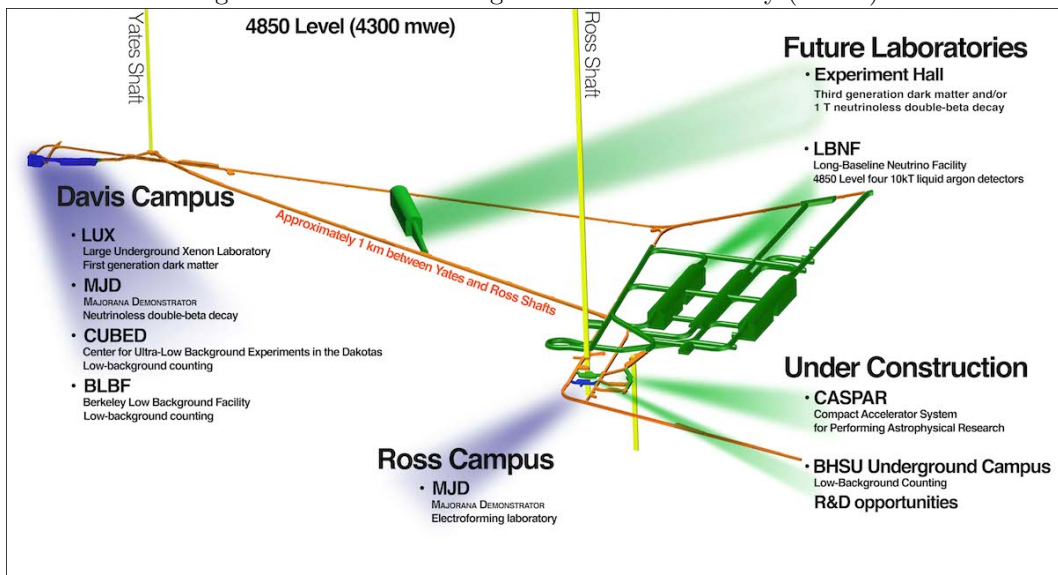 4850 Level (4300 mwe)
Yates Shaft
Ross Shaft
Future Laboratories
• Experiment Hall
Third generation dark matter and/or
1 T neutrinoless double-beta decay
• LBNF
Long-Baseline Neutrino Facility
4850 Level four 10kT liquid argon detectors
Davis Campus
• LUX
Large Underground Xenon Laboratory
First generation dark matter
• MJD
MAJORANA DEMONSTRATOR
Neutrinoless double-beta decay
• CUBED
Center for Ultra-Low Background Experiments in the Dakotas
Low-background counting
• BLBF
Berkeley Low Background Facility
Low-background counting
Approximately 1 km between Yates and Ross Shafts
Under Construction
• CASPAR
Compact Accelerator System
for Performing Astrophysical Research
• BHSU Underground Campus
Low-Background Counting
R&D opportunities
Ross Campus
• MJD
MAJORANA DEMONSTRATOR
Electroforming laboratory